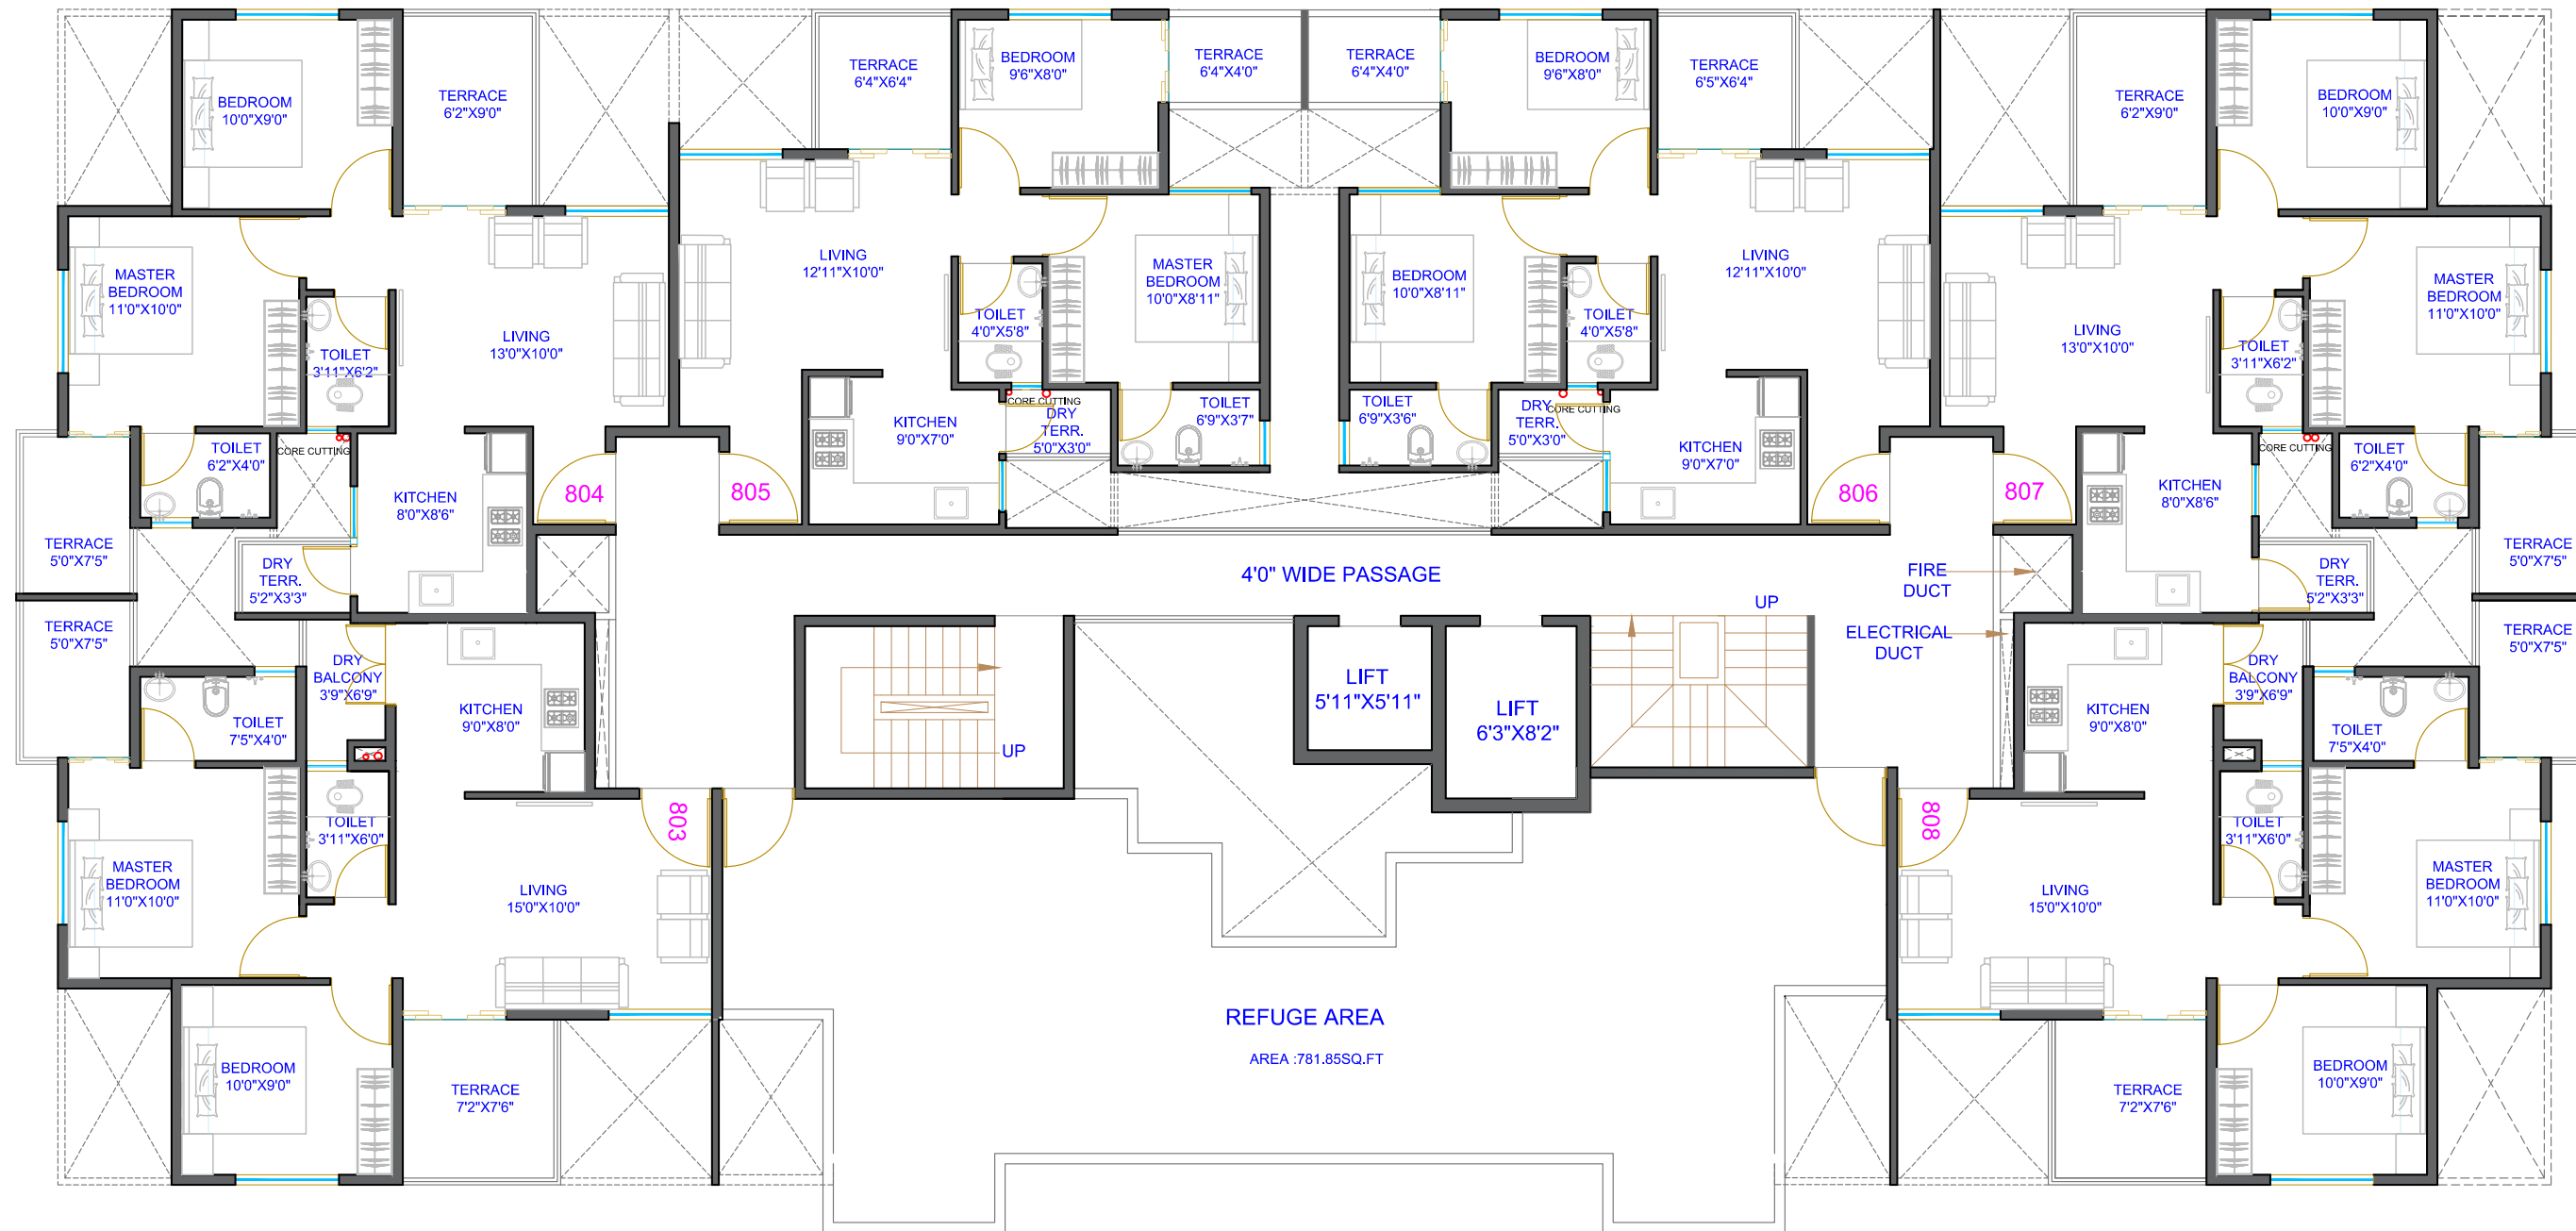 BEDROOM
10'0"X9'0"
TERRACE
6'2"X9'0"
TERRACE
6'4"X6'4"
BEDROOM
9'6"X8'0"
TERRACE
6'4"X4'0"
TERRACE
6'4"X4'0"
BEDROOM
9'6"X8'0"
TERRACE
6'5"X6'4"
TERRACE
6'2"X9'0"
BEDROOM
10'0"X9'0"
MASTER
BEDROOM
11'0"X10'0"
LIVING
13'0"X10'0"
TOILET
3'11"X6'2"
LIVING
12'11"X10'0"
MASTER
BEDROOM
10'0"X8'11"
TOILET
4'0"X5'8"
BEDROOM
10'0"X8'11"
TOILET
4'0"X5'8"
LIVING
12'11"X10'0"
LIVING
13'0"X10'0"
TOILET
3'11"X6'2"
MASTER
BEDROOM
11'0"X10'0"
TOILET
6'2"X4'0"
CORE CUTTING
KITCHEN
8'0"X8'6"
804
805
KITCHEN
9'0"X7'0"
CORE CUTTING
DRY
TERR.
5'0"X3'0"
TOILET
6'9"X3'7"
TOILET
6'9"X3'6"
DRY
TERR.
5'0"X3'0"
CORE CUTTING
KITCHEN
9'0"X7'0"
806
807
KITCHEN
8'0"X8'6"
CORE CUTTING
TOILET
6'2"X4'0"
TERRACE
5'0"X7'5"
DRY
TERR.
5'2"X3'3"
4'0" WIDE PASSAGE
FIRE
DUCT
DRY
TERR.
5'2"X3'3"
TERRACE
5'0"X7'5"
TERRACE
5'0"X7'5"
DRY
BALCONY
3'9"X6'9"
UP
ELECTRICAL
DUCT
DRY
BALCONY
3'9"X6'9"
TERRACE
5'0"X7'5"
TOILET
7'5"X4'0"
KITCHEN
9'0"X8'0"
UP
LIFT
5'11"X5'11"
LIFT
6'3"X8'2"
KITCHEN
9'0"X8'0"
TOILET
7'5"X4'0"
803
808
TOILET
3'11"X6'0"
TOILET
3'11"X6'0"
MASTER
BEDROOM
11'0"X10'0"
LIVING
15'0"X10'0"
LIVING
15'0"X10'0"
MASTER
BEDROOM
11'0"X10'0"
REFUGE AREA
AREA :781.85SQ.FT
BEDROOM
10'0"X9'0"
TERRACE
7'2"X7'6"
TERRACE
7'2"X7'6"
BEDROOM
10'0"X9'0"